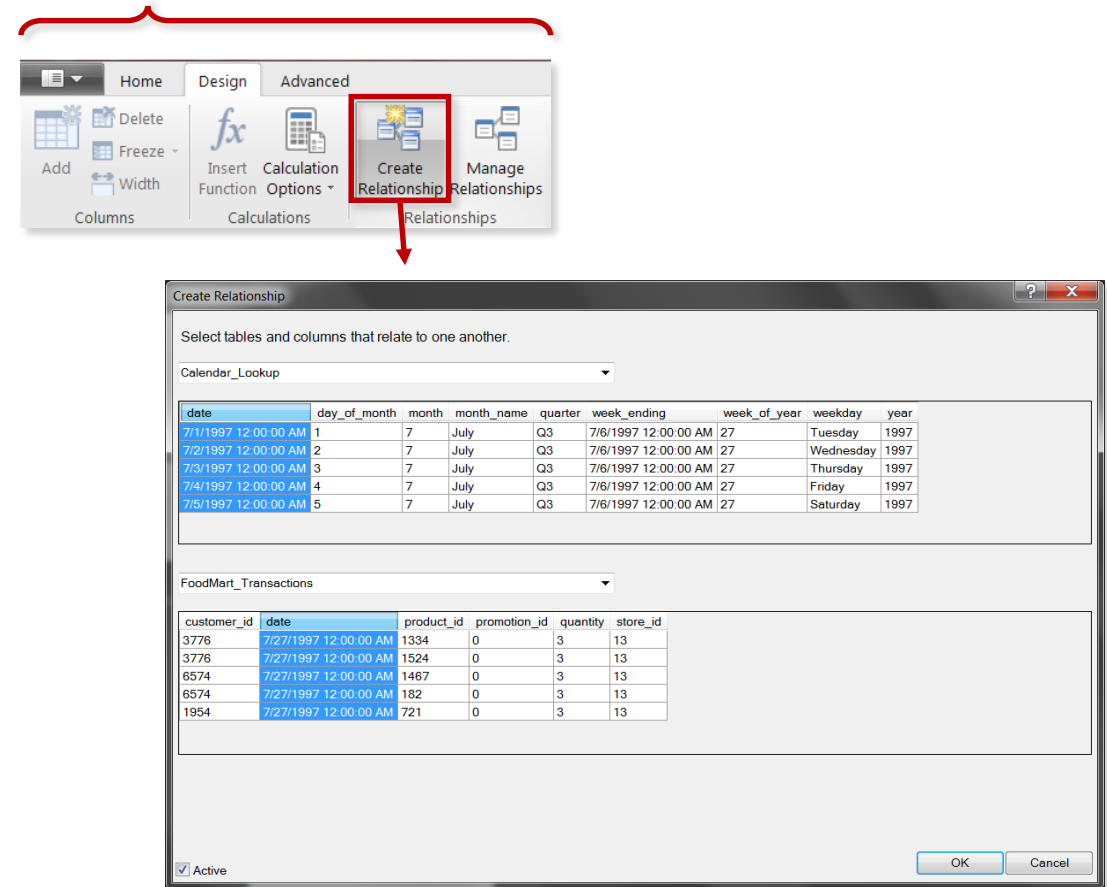 Home Design Advanced
Delete
Freeze
Width
Add
Insert Function
Calculation Options
Create Relationship
Manage Relationships
Columns Calculations Relationships
Create Relationship
Select tables and columns that relate to one another.
Calendar_Lookup
date day_of_month month month_name quarter week_ending week_of_year weekday year
7/1/1997 12:00:00 AM 1 7 July Q3 7/6/1997 12:00:00 AM 27 Tuesday 1997
7/2/1997 12:00:00 AM 2 7 July Q3 7/6/1997 12:00:00 AM 27 Wednesday 1997
7/3/1997 12:00:00 AM 3 7 July Q3 7/6/1997 12:00:00 AM 27 Thursday 1997
7/4/1997 12:00:00 AM 4 7 July Q3 7/6/1997 12:00:00 AM 27 Friday 1997
7/5/1997 12:00:00 AM 5 7 July Q3 7/6/1997 12:00:00 AM 27 Saturday 1997
FoodMart_Transactions
customer_id date product_id promotion_id quantity store_id
3776 7/27/1997 12:00:00 AM 1334 0 3 13
3776 7/27/1997 12:00:00 AM 1524 0 3 13
6574 7/27/1997 12:00:00 AM 1467 0 3 13
6574 7/27/1997 12:00:00 AM 182 0 3 13
1954 7/27/1997 12:00:00 AM 721 0 3 13
Active
OK Cancel